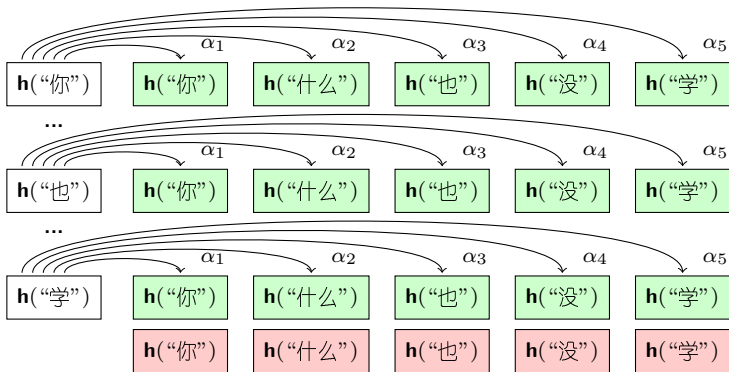 α₁ α₂ α₃ α₄ α₅
h(“你”) h(“你”) h(“什么”) h(“也”) h(“没”) h(“学”)
...
α₁ α₂ α₃ α₄ α₅
h(“也”) h(“你”) h(“什么”) h(“也”) h(“没”) h(“学”)
...
α₁ α₂ α₃ α₄ α₅
h(“学”) h(“你”) h(“什么”) h(“也”) h(“没”) h(“学”)
h(“你”) h(“什么”) h(“也”) h(“没”) h(“学”)